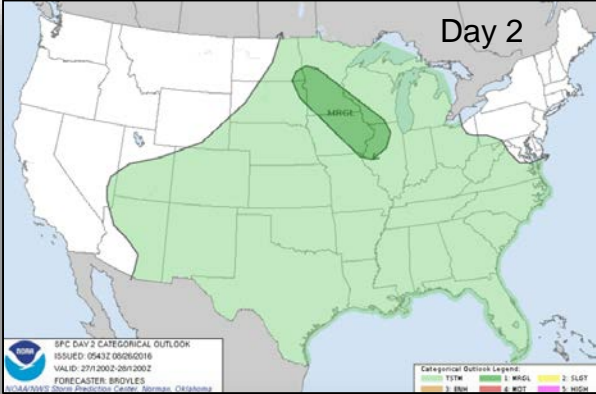 Day 2
MRGL
SPC DAY 2 CATEGORICAL OUTLOOK
ISSUED: 0543Z 08/26/2016
VALID: 27/1200Z-28/1200Z
FORECASTER: BROYLES
NOAA/NWS Storm Prediction Center, Norman, Oklahoma
NOAA
Categorical Outlook Legend:
TSTM 1: MRGL 2: SLGT
3: ENH 4: MDT 5: HIGH